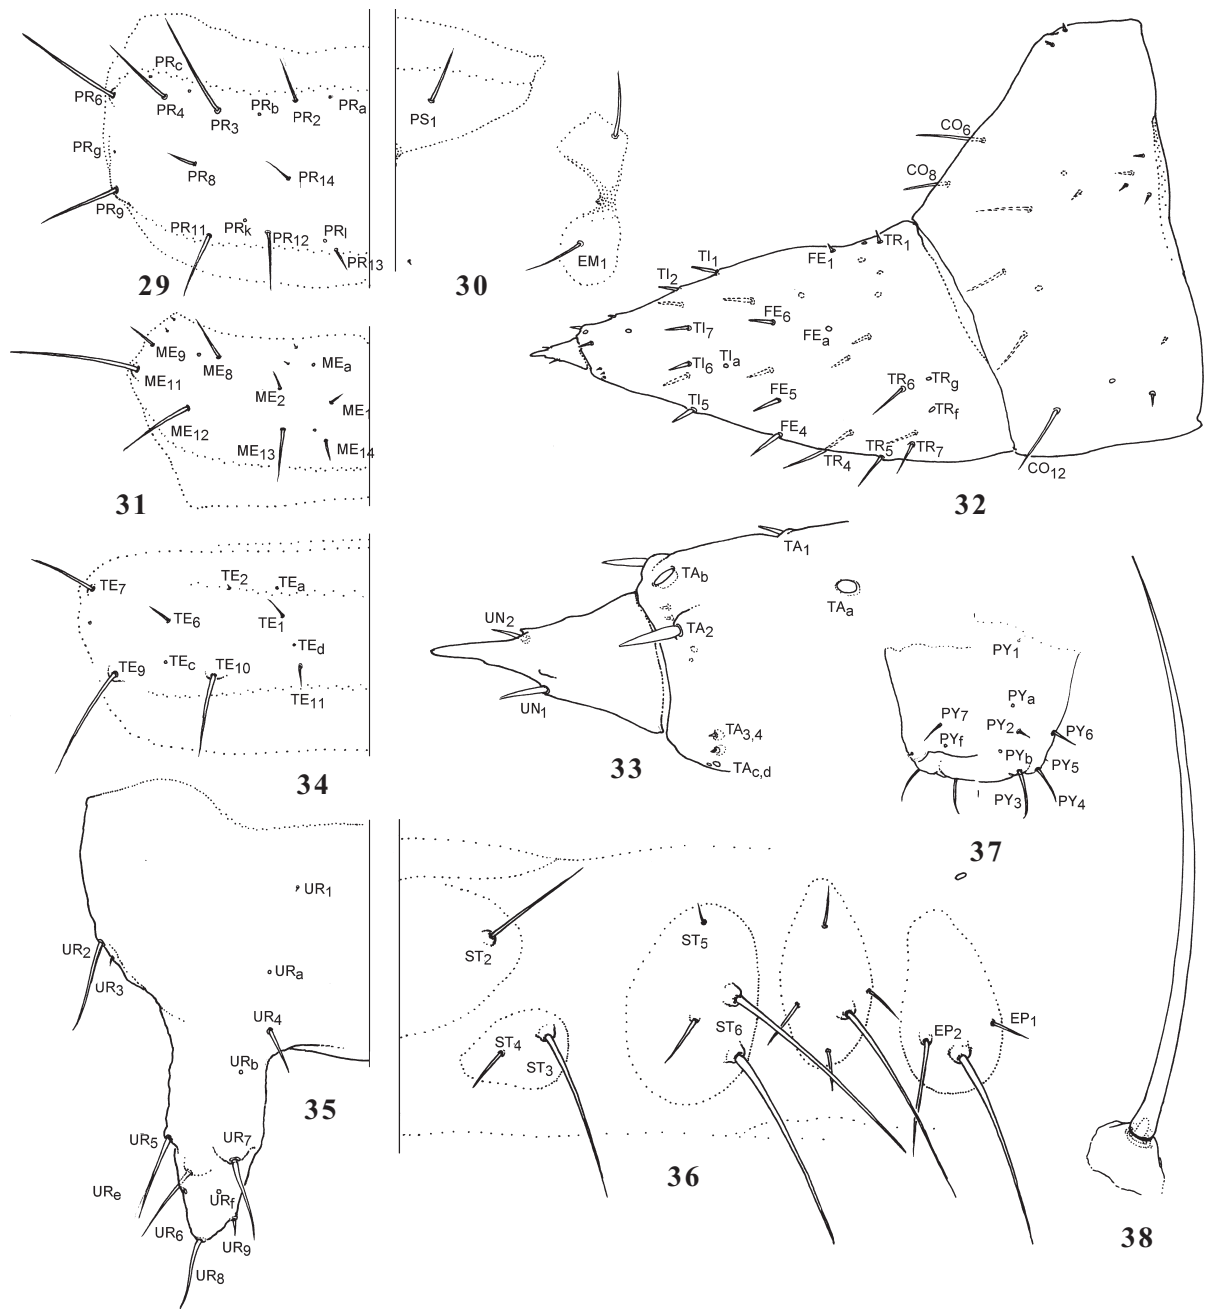 PRc
PR6
PR4
PR3
PRb
PR2
PRa
PRg
PR8
PR14
PR9
PR11
PRk
PR12
PRl
PR13
29
PS1
EM1
30
ME9
ME11
ME8
MEa
ME2
ME1
ME12
ME13
ME14
31
CO6
CO8
TR1
FE1
TI1
TI2
TI7
FE6
FEa
TI6
TIa
TRg
TR6
TRf
FE5
TI5
FE4
TR4
TR5
TR7
CO12
32
TA1
TAb
TAa
UN2
TA2
UN1
TA3,4
TAc,d
33
TE7
TE2
TEa
TE6
TE1
TEd
TE9
TEc
TE10
TE11
34
PY1
PYa
PY7
PY2
PY6
PYf
PYb
PY5
PY3
PY4
37
UR1
UR2
URa
UR3
UR4
URb
UR5
UR7
URe
URf
UR6
UR9
UR8
35
ST2
ST5
ST6
ST4
ST3
EP2
EP1
36
38